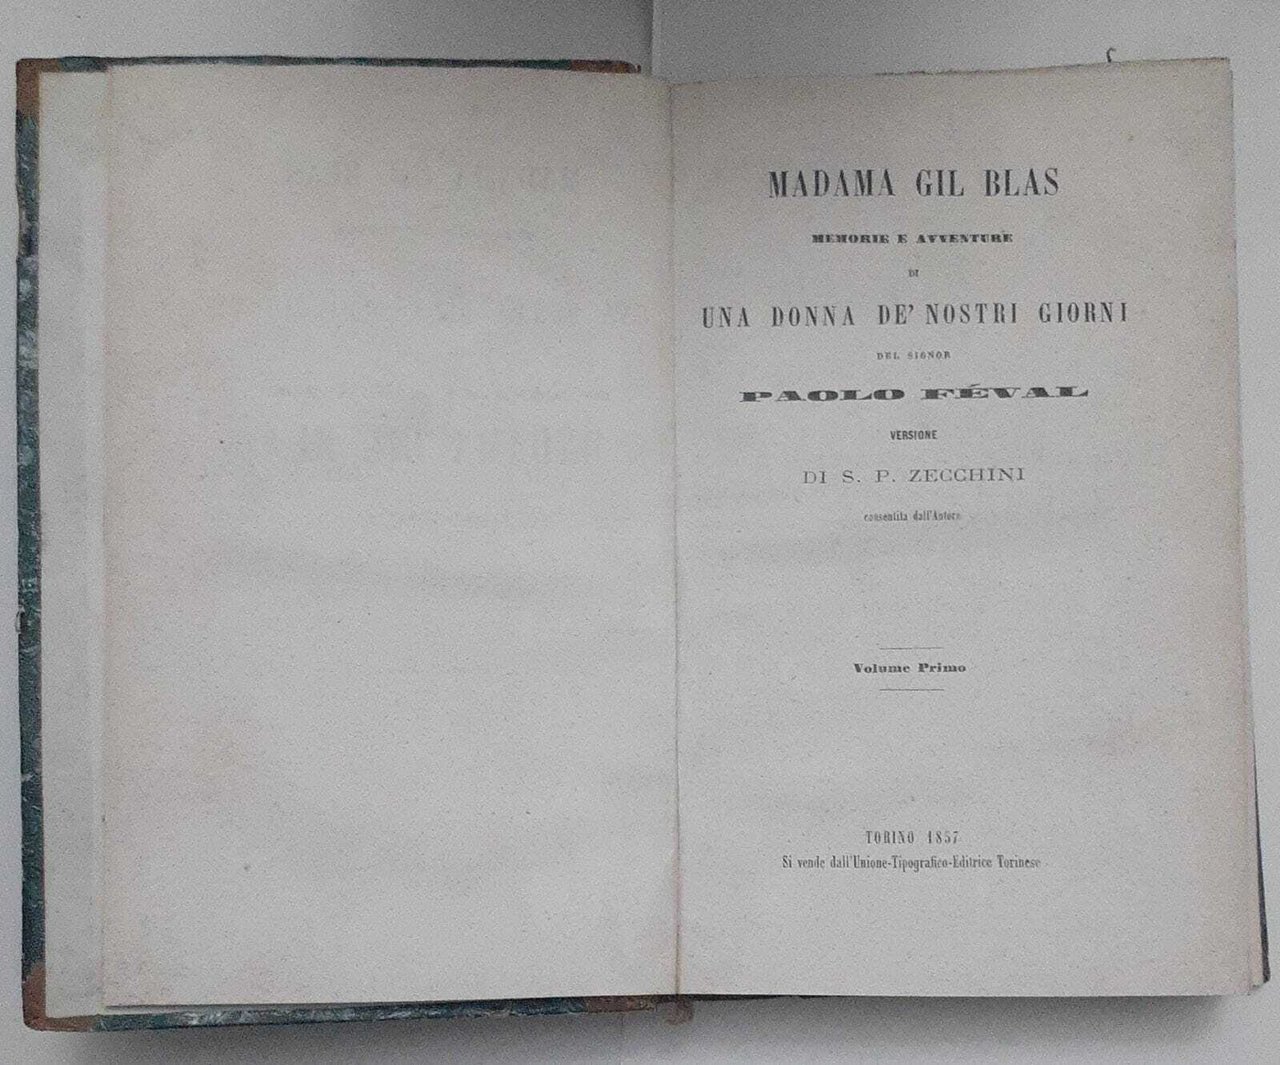 MADAMA GIL BLAS
MEMORIE E AVVENTURE
DI
UNA DONNA DE' NOSTRI GIORNI
DEL SIGNOR
PAOLO FÉVAL
VERSIONE
DI S. P. ZECCHINI
consentita dall'Autore
Volume Primo
TORINO 1857
Si vende dall'Unione-Tipografico-Editrice Torinese